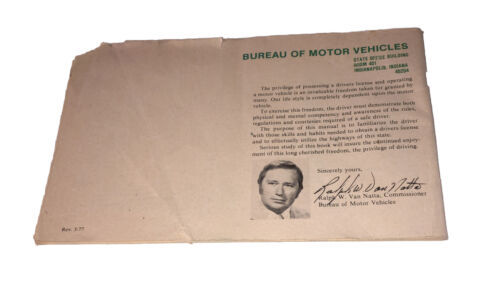 BUREAU OF MOTOR VEHICLES
STATE OFFICE BUILDING
ROOM 401
INDIANAPOLIS, INDIANA
46204
The privilege of possessing a drivers license and operating
a motor vehicle is an invaluable freedom taken for granted by
many. Our life style is completely dependent upon the motor
vehicle.
To exercise this freedom, the driver must demonstrate both
physical and mental competency and awareness of the rules,
regulations and courtesies required of a safe driver.
The purpose of this manual is to familiarize the driver
with those skills and habits needed to obtain a drivers license
and to effectually utilize the highways of this state.
Serious study of this book will insure the continued enjoy-
ment of this long cherished freedom, the privilege of driving.
Sincerely yours,
Ralph W Van Natta
Ralph W. Van Natta, Commissioner
Bureau of Motor Vehicles
Rev. 3-77